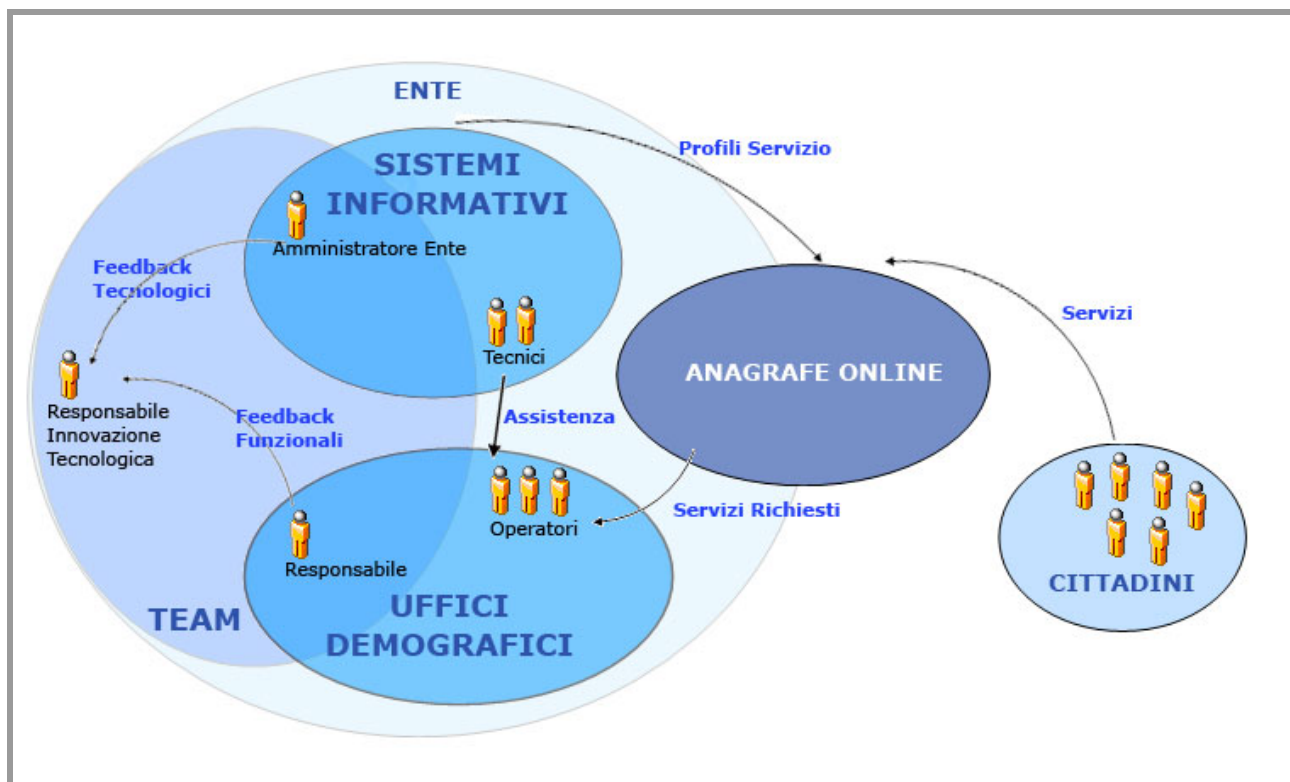 ENTE
Profili Servizio
SISTEMI
INFORMATIVI
Amministratore Ente
Feedback
Tecnologici
Servizi
Tecnici
ANAGRAFE ONLINE
Responsabile
Innovazione
Tecnologica
Feedback
Funzionali
Assistenza
Servizi Richiesti
Operatori
Responsabile
CITTADINI
TEAM
UFFICI
DEMOGRAFICI